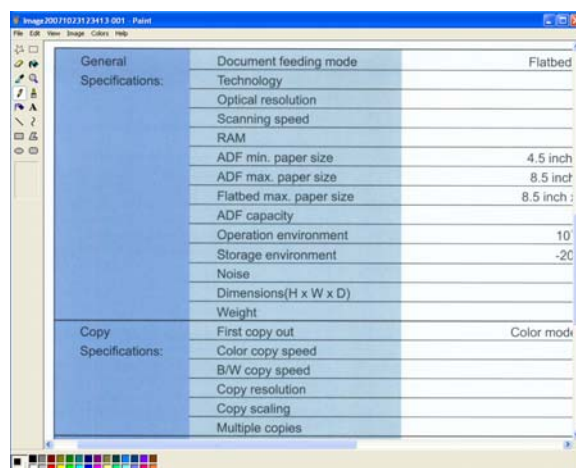 Image20071023123413-001 - Paint
File Edit View Image Colors Help
General Document feeding mode Flatbed
Specifications: Technology
Optical resolution
Scanning speed
RAM
ADF min. paper size 4.5 inch
ADF max. paper size 8.5 inch
Flatbed max. paper size 8.5 inch
ADF capacity
Operation environment 10
Storage environment -20
Noise
Dimensions(H x W x D)
Weight
Copy First copy out Color mode
Specifications: Color copy speed
B/W copy speed
Copy resolution
Copy scaling
Multiple copies